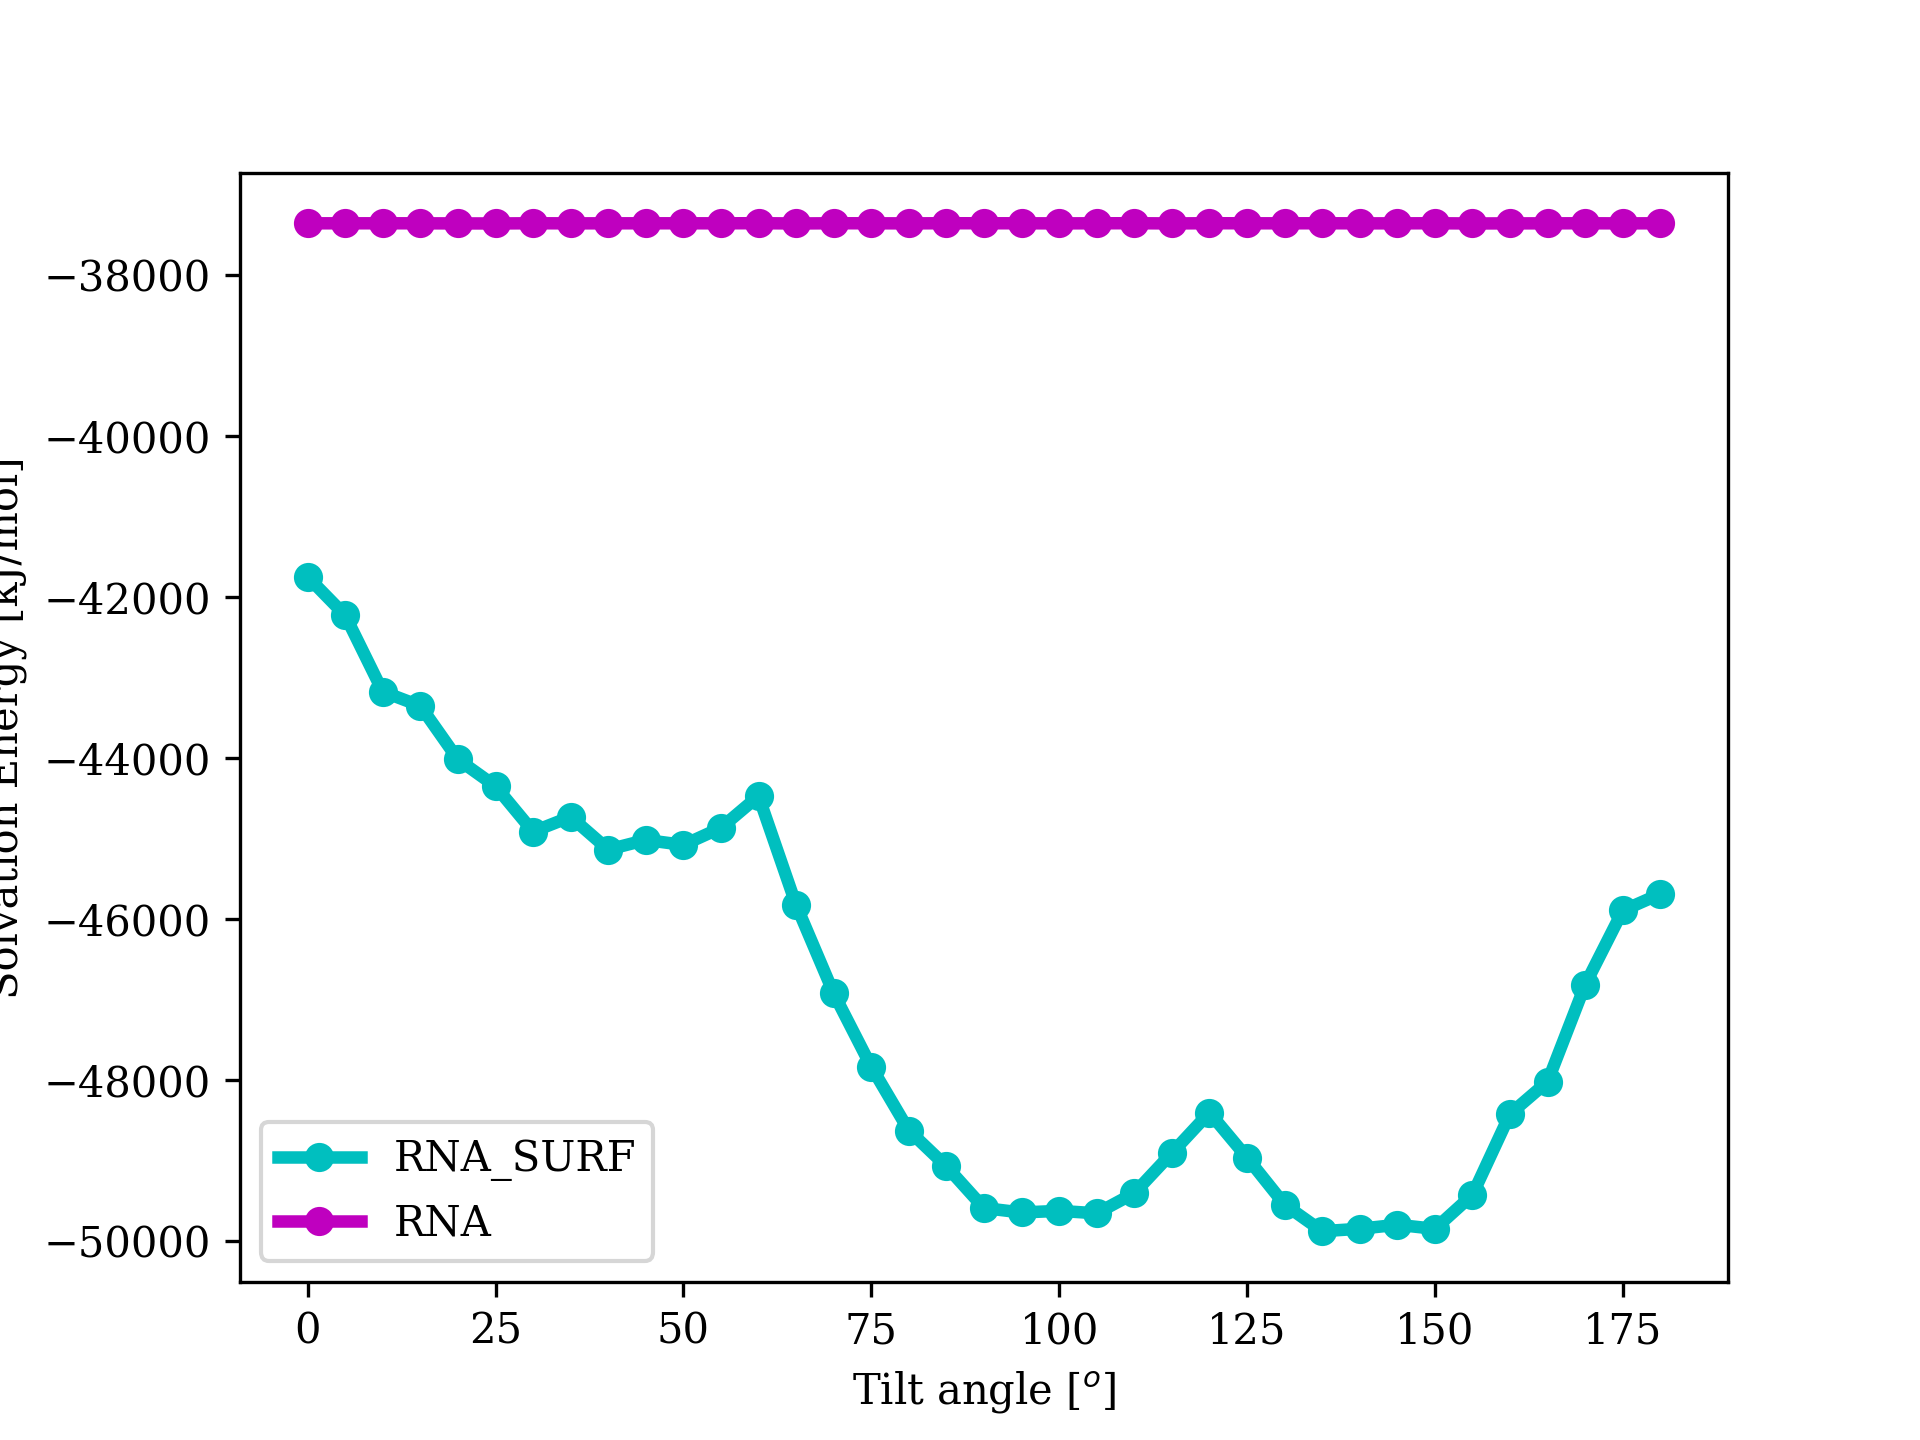 Solvation Energy [kJ/mol]
−38000
−40000
−42000
−44000
−46000
−48000
−50000
RNA_SURF
RNA
0 25 50 75 100 125 150 175
Tilt angle [°]